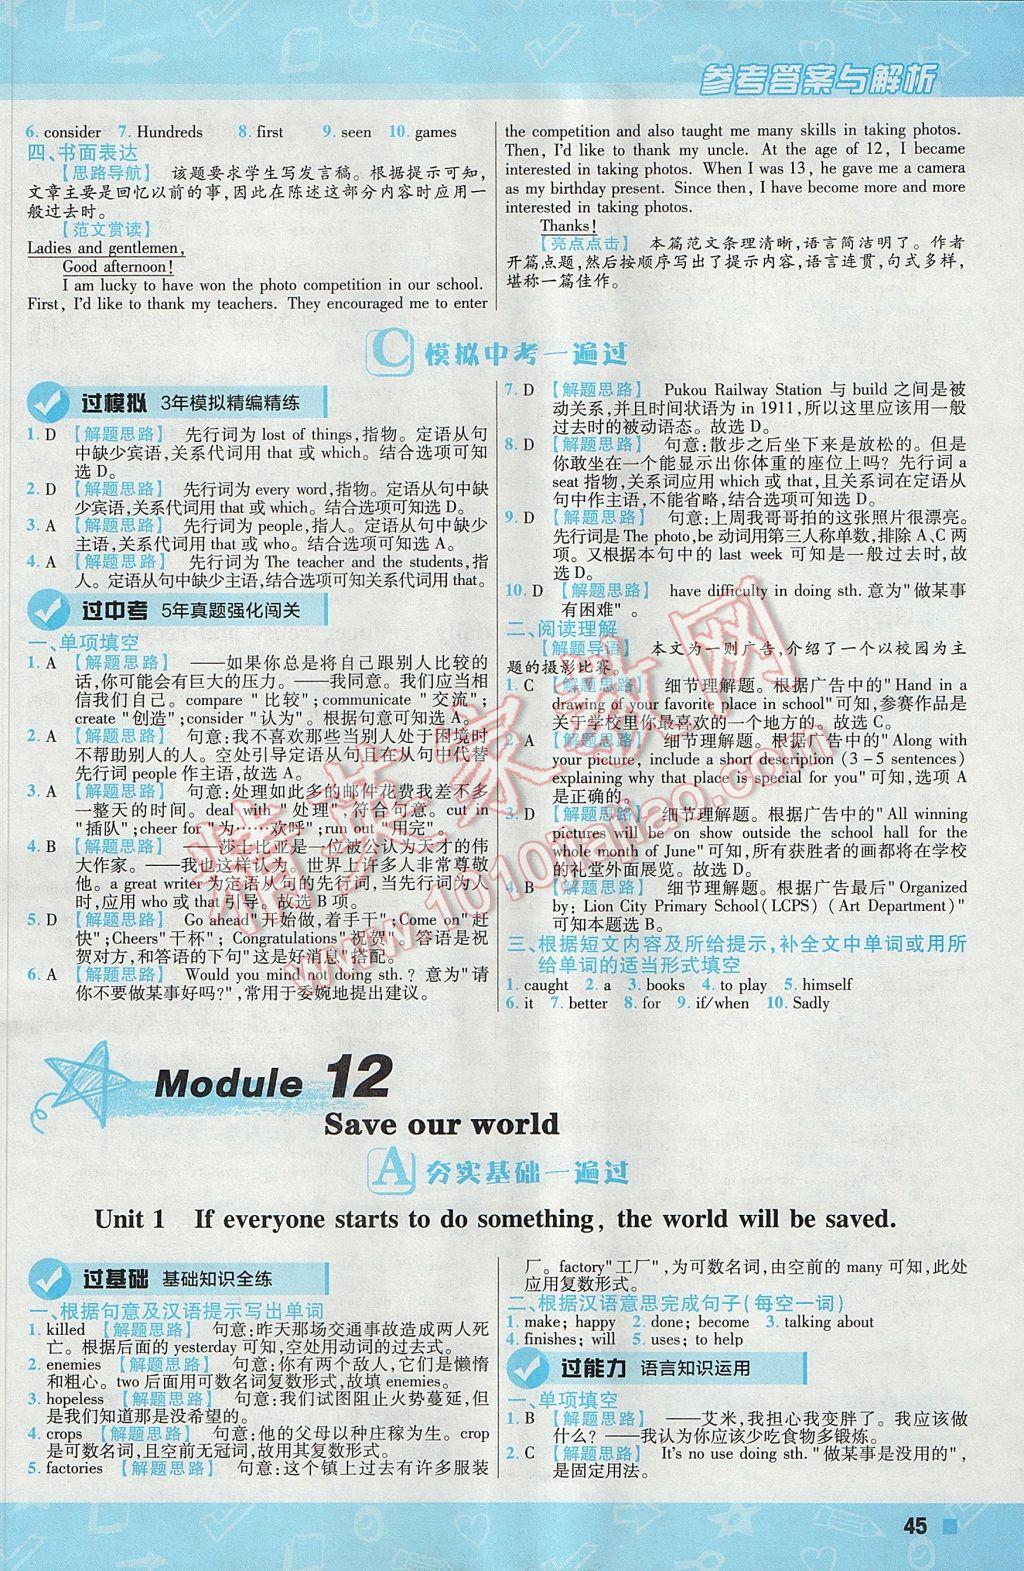 参考答案与解析
6. consider 7. Hundreds 8. first 9. seen 10. games
四、书面表达
【思路导航】 该题要求学生写发言稿。根据提示可知,
文章主要是回忆以前的事,因此在陈述这部分内容时应用一
般过去时。
【范文赏读】
Ladies and gentlemen,
Good afternoon!
I am lucky to have won the photo competition in our school.
First, I'd like to thank my teachers. They encouraged me to enter
the competition and also taught me many skills in taking photos.
Then, I'd like to thank my uncle. At the age of 12, I became
interested in taking photos. When I was 13, he gave me a camera
as my birthday present. Since then, I have become more and more
interested in taking photos.
Thanks!
【亮点点击】 本篇范文条理清晰,语言简洁明了。作者
开篇点题,然后按顺序写出了提示内容,语言连贯,句式多样,
堪称一篇佳作。
C 模拟中考一遍过
过模拟 3年模拟精编精练
1. D 【解题思路】 先行词为 lost of things,指物。定语从句
中缺少宾语,关系代词用 that 或 which。结合选项可知
选 D。
2. D 【解题思路】 先行词为 every word,指物。定语从句中缺
少宾语,关系代词用 that 或 which。结合选项可知选 D。
3. A 【解题思路】 先行词为 people,指人。定语从句中缺少
主语,关系代词用 that 或 who。结合选项可知选 A。
4. A 【解题思路】 先行词为 The teacher and the students,指
人。定语从句中缺少主语,结合选项可知关系代词用 that。
过中考 5年真题强化闯关
一、单项填空
1. A 【解题思路】 ——如果你总是将自己跟别人比较的
话,你可能会有巨大的压力。——我同意。我们应当相
信我们自己。compare "比较";communicate "交流";
create "创造";consider "认为"。根据句意可知选 A。
2. A 【解题思路】 句意:我不喜欢那些当别人处于困境时
不帮助别人的人。空处引导定语从句且在从句中代替
先行词 people 作主语,故选 A。
3. A 【解题思路】 句意:处理如此多的邮件花费我差不多
一整天的时间。deal with "处理"符合句意。cut in
"插队";cheer for "为……欢呼";run out "用完"。
4. B 【解题思路】 ——莎士比亚是一位被公认为天才的伟
大作家。——我也这样认为。世界上许多人非常尊敬
他。a great writer 为定语从句的先行词,当先行词为人
时,应用 who 或 that 引导。故选 B 项。
5. D 【解题思路】 Go ahead"开始做,着手干";Come on"赶
快";Cheers"干杯";Congratulations"祝贺"。答语是祝
贺对方,和答语的下句"这是好消息"搭配。
6. A 【解题思路】 Would you mind not doing sth.?意为"请
你不要做某事好吗?",常用于委婉地提出建议。
7. D 【解题思路】 Pukou Railway Station 与 build 之间是被
动关系,并且时间状语为 in 1911,所以这里应该用一般
过去时的被动语态。故选 D。
8. D 【解题思路】 句意:散步之后坐下来是放松的。但是
你敢坐在一个能显示出你体重的座位上吗?先行词 a
seat 指物,关系词应用 which 或 that,且关系词在定语从
句中作主语,不能省略,结合选项可知选 D。
9. D 【解题思路】 句意:上周我哥哥拍的这张照片很漂亮。
先行词是 The photo,be 动词用第三人称单数,排除 A、C 两
项。又根据本句中的 last week 可知是一般过去时,故
选 D。
10. D 【解题思路】 have difficulty in doing sth. 意为"做某事
有困难"。
二、阅读理解
【解题导语】 本文为一则广告,介绍了一个以校园为主
题的摄影比赛。
1. C 【解题思路】 细节理解题。根据广告中的"Hand in a
drawing of your favorite place in school"可知,参赛作品是
关于学校里你最喜欢的一个地方的。故选 C。
2. A 【解题思路】 细节理解题。根据广告中的"Along with
your picture, include a short description (3-5 sentences)
explaining why that place is special for you"可知,选项 A
是正确的。
3. D 【解题思路】 细节理解题。根据广告中的"All winning
pictures will be on show outside the school hall for the
whole month of June"可知,所有获胜者的画都将在学校
的礼堂外面展览。故选 D。
4. B 【解题思路】 细节理解题。根据广告最后"Organized
by: Lion City Primary School(LCPS) (Art Department)"
可知本题选 B。
三、根据短文内容及所给提示,补全文中单词或用所
给单词的适当形式填空
1. caught 2. a 3. books 4. to play 5. himself
6. it 7. better 8. for 9. if/when 10. Sadly
Module 12
Save our world
A 夯实基础一遍过
Unit 1 If everyone starts to do something, the world will be saved.
过基础 基础知识全练
一、根据句意及汉语提示写出单词
1. killed 【解题思路】 句意:昨天那场交通事故造成两人死
亡。根据后面的 yesterday 可知,空处用动词的过去式。
2. enemies 【解题思路】 句意:你有两个敌人,它们是懒惰
和粗心。two 后面用可数名词复数形式,故填 enemies。
3. hopeless 【解题思路】 句意:我们试图阻止火势蔓延,但
是我们知道那是没希望的。
4. crops 【解题思路】 句意:他的父母以种庄稼为生。crop
是可数名词,且空前无冠词,故用其复数形式。
5. factories 【解题思路】 句意:这个镇上过去有许多服装
厂。factory"工厂",为可数名词,由空前的 many 可知,此处
应用复数形式。
二、根据汉语意思完成句子(每空一词)
1. make; happy 2. done; become 3. talking about
4. finishes; will 5. uses; to help
过能力 语言知识运用
一、单项填空
1. B 【解题思路】 ——艾米,我担心我变胖了。我应该做
什么?——我认为你应该少吃食物多锻炼。
2. C 【解题思路】 It's no use doing sth."做某事是没用的",
是固定用法。
45
精英家教网
www.1010jiajiao.com